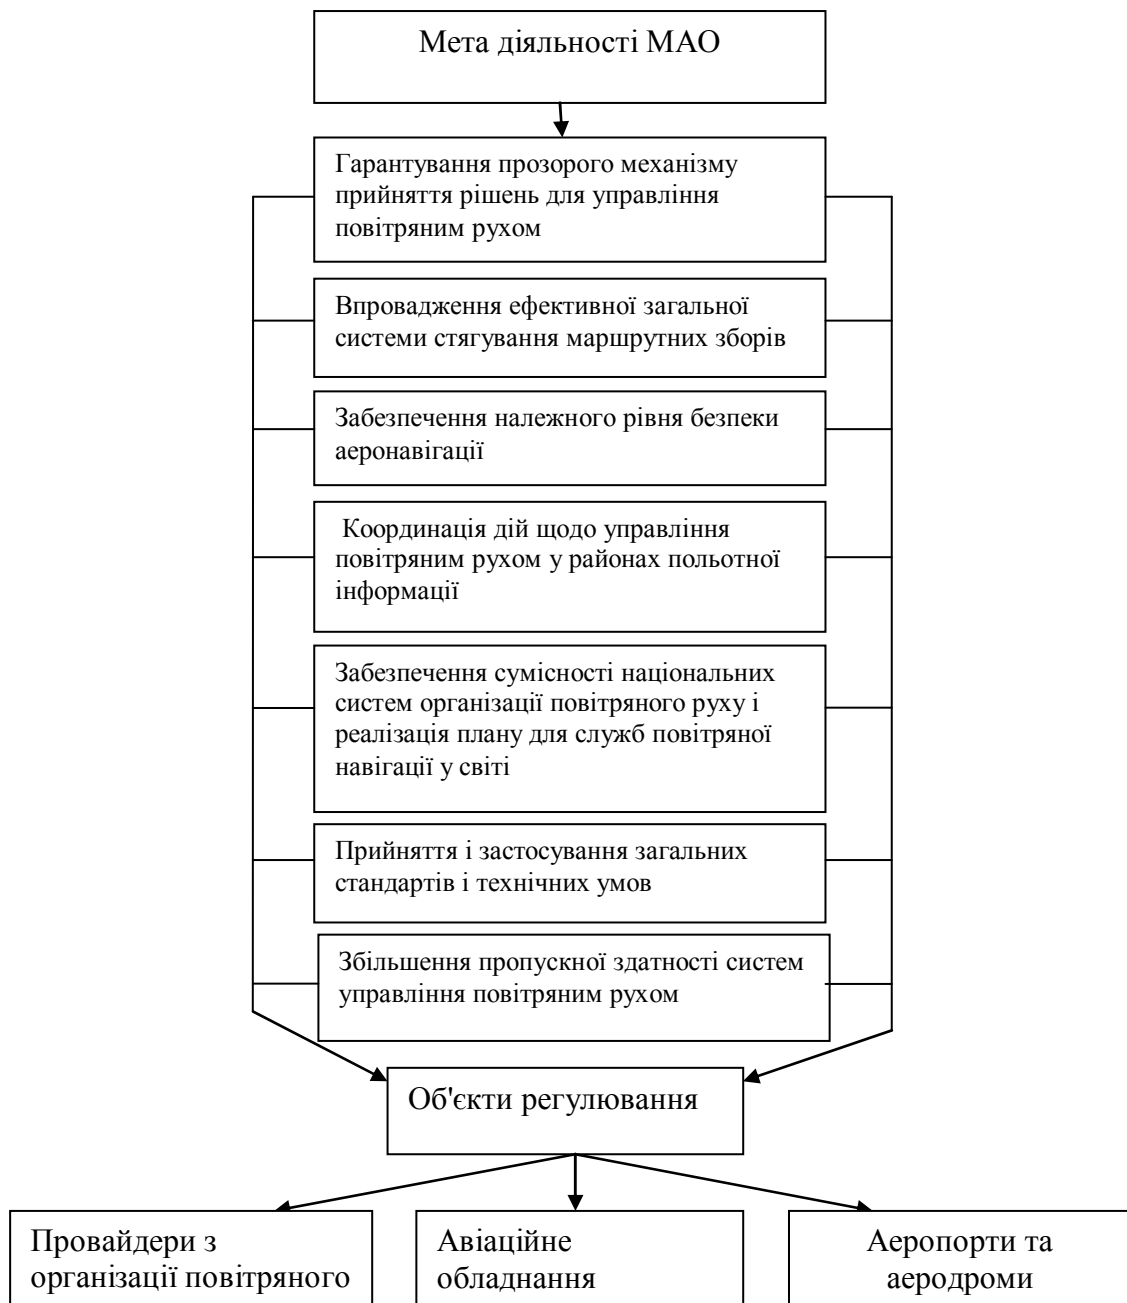 Мета діяльності МАО
Гарантування прозорого механізму
прийняття рішень для управління
повітряним рухом
Впровадження ефективної загальної
системи стягування маршрутних зборів
Забезпечення належного рівня безпеки
аеронавігації
Координація дій щодо управління
повітряним рухом у районах польотної
інформації
Забезпечення сумісності національних
систем організації повітряного руху і
реалізація плану для служб повітряної
навігації у світі
Прийняття і застосування загальних
стандартів і технічних умов
Збільшення пропускної здатності систем
управління повітряним рухом
Об'єкти регулювання
Провайдери з
організації повітряного
Авіаційне
обладнання
Аеропорти та
аеродроми